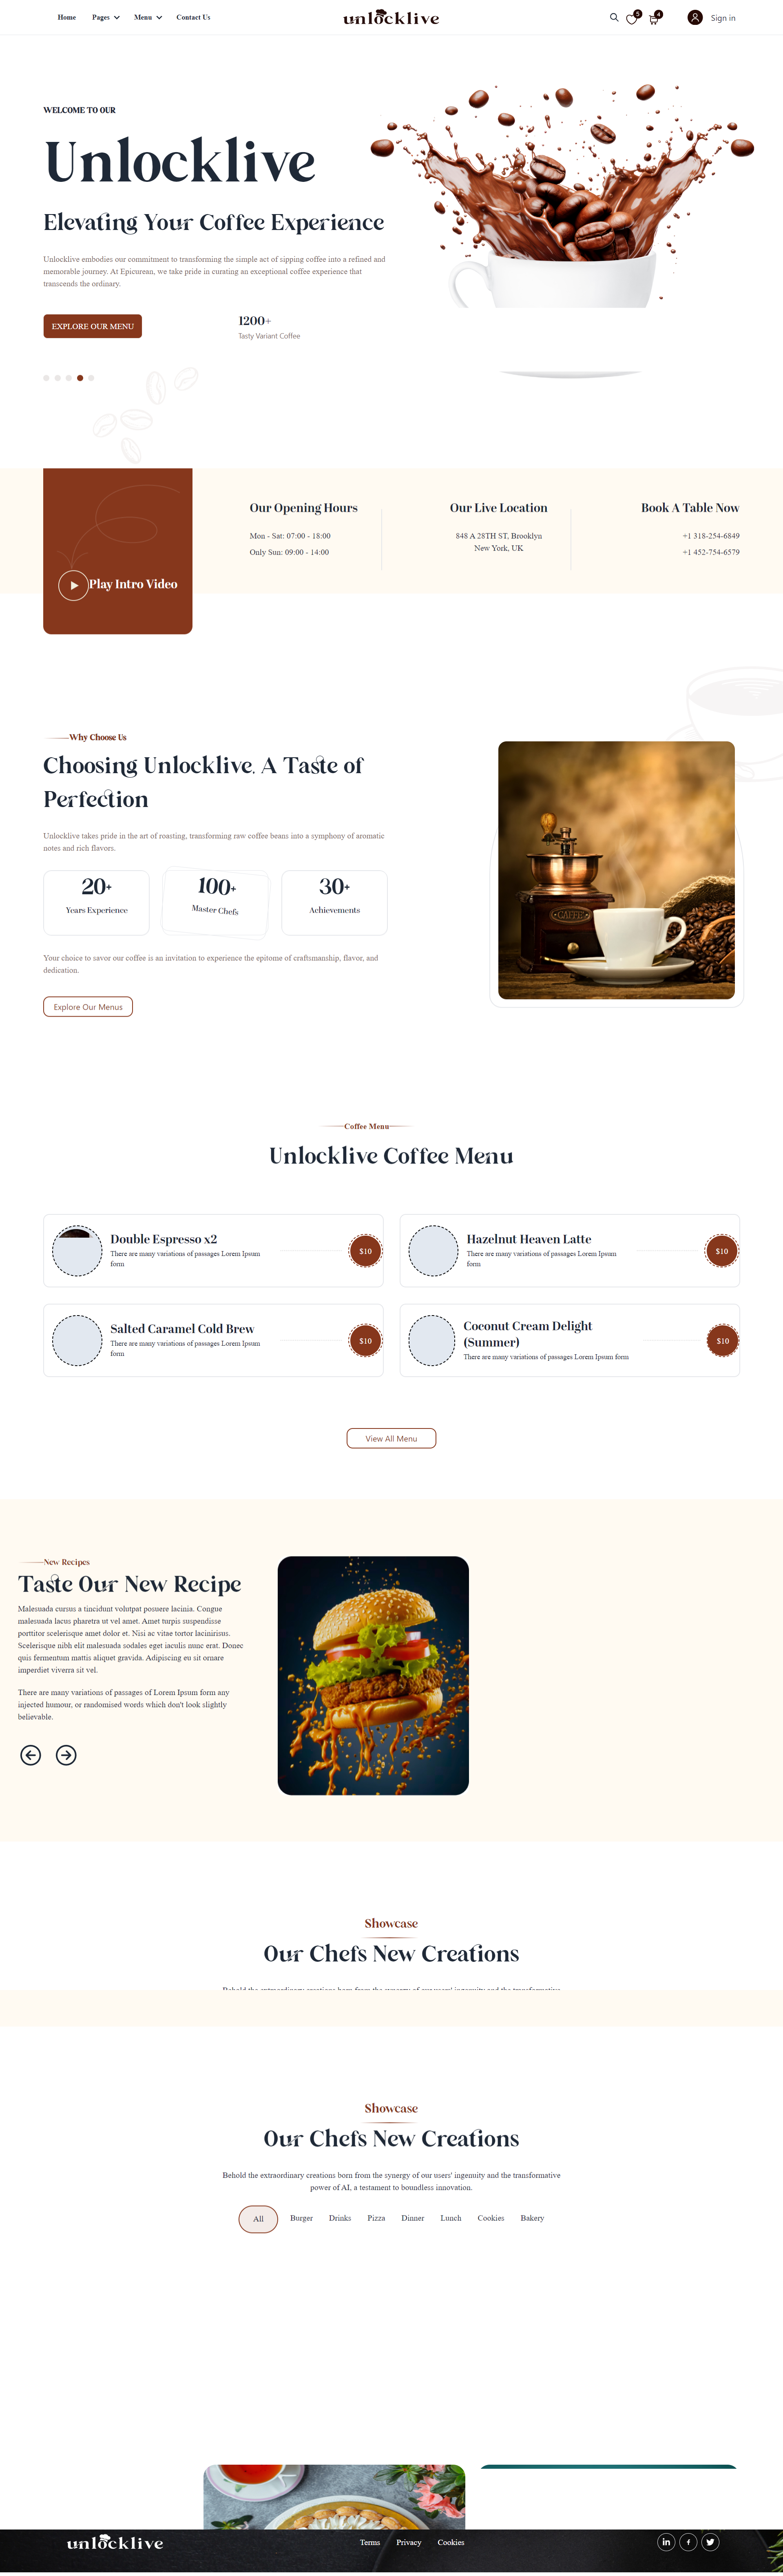 Home Pages Menu Contact Us
unlocklive
5 4 Sign in
WELCOME TO OUR
Unlocklive
Elevating Your Coffee Experience
Unlocklive embodies our commitment to transforming the simple act of sipping coffee into a refined and
memorable journey. At Epicurean, we take pride in curating an exceptional coffee experience that
transcends the ordinary.
EXPLORE OUR MENU
1200+
Tasty Variant Coffee
Play Intro Video
Our Opening Hours
Mon - Sat: 07:00 - 18:00
Only Sun: 09:00 - 14:00
Our Live Location
848 A 28TH ST, Brooklyn
New York, UK
Book A Table Now
+1 318-254-6849
+1 452-754-6579
Why Choose Us
Choosing Unlocklive, A Taste of
Perfection
Unlocklive takes pride in the art of roasting, transforming raw coffee beans into a symphony of aromatic
notes and rich flavors.
20+
Years Experience
100+
Master Chefs
30+
Achievements
Your choice to savor our coffee is an invitation to experience the epitome of craftsmanship, flavor, and
dedication.
Explore Our Menus
CAFFE
Coffee Menu
Unlocklive Coffee Menu
Double Espresso x2
There are many variations of passages Lorem Ipsum
form
$10
Hazelnut Heaven Latte
There are many variations of passages Lorem Ipsum
form
$10
Salted Caramel Cold Brew
There are many variations of passages Lorem Ipsum
form
$10
Coconut Cream Delight
(Summer)
There are many variations of passages Lorem Ipsum form
$10
View All Menu
New Recipes
Taste Our New Recipe
Malesuada cursus a tincidunt volutpat posuere lacinia. Congue
malesuada lacus pharetra ut vel amet. Amet turpis suspendisse
porttitor scelerisque amet dolor et. Nisi ac vitae tortor lacinirisus.
Scelerisque nibh elit malesuada sodales eget iaculis nunc erat. Donec
quis fermentum mattis aliquet gravida. Adipiscing eu sit ornare
imperdiet viverra sit vel.
There are many variations of passages of Lorem Ipsum form any
injected humour, or randomised words which don't look slightly
believable.
Showcase
Our Chefs New Creations
Behold the extraordinary creations born from the synergy of our users' ingenuity and the transformative
Showcase
Our Chefs New Creations
Behold the extraordinary creations born from the synergy of our users' ingenuity and the transformative
power of AI, a testament to boundless innovation.
All Burger Drinks Pizza Dinner Lunch Cookies Bakery
unlocklive
Terms Privacy Cookies